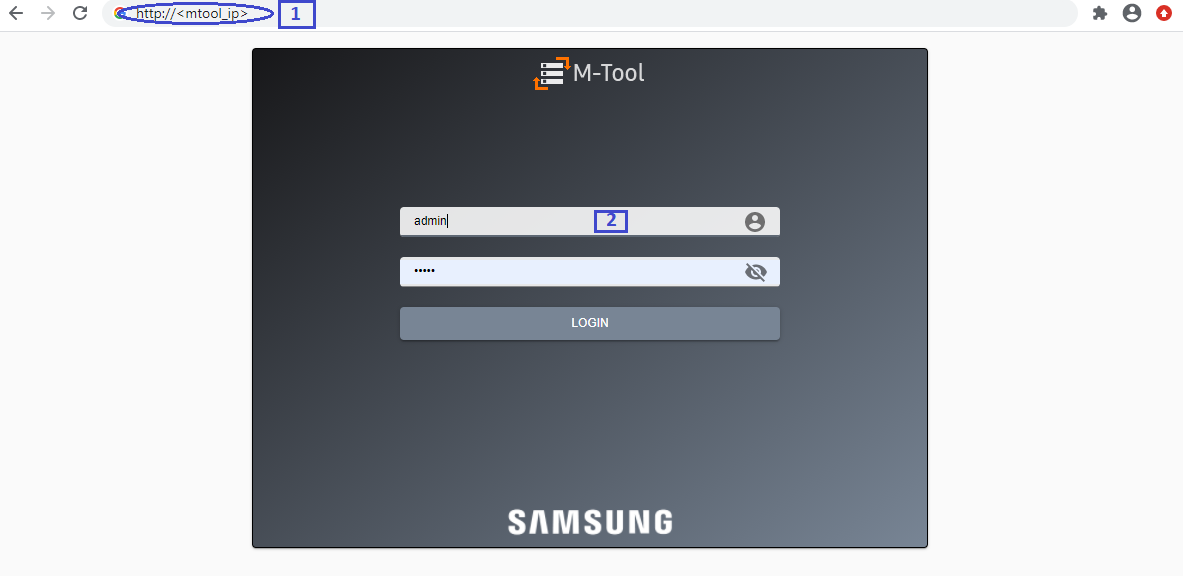 http://<mtool_ip> 1
M-Tool
admin 2
•••••
LOGIN
SAMSUNG